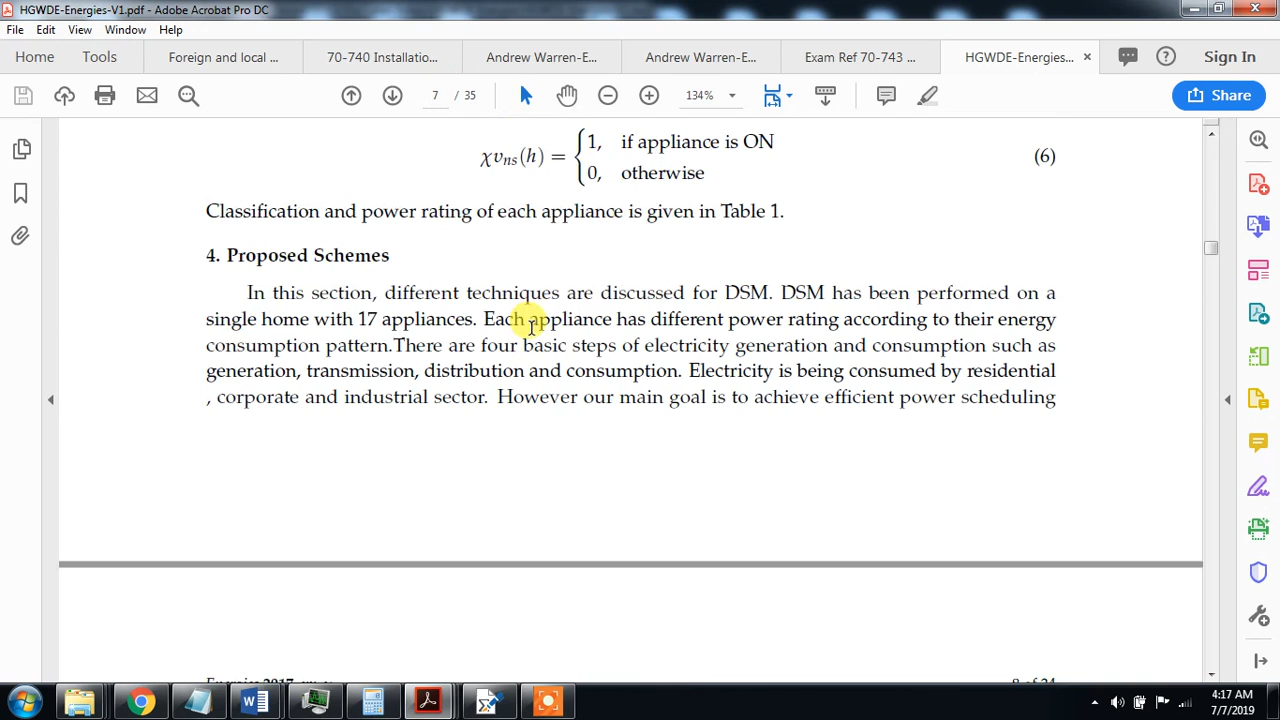 HGWDE-Energies-V1.pdf - Adobe Acrobat Pro DC
File Edit View Window Help
Home Tools Foreign and local ... 70-740 Installatio... Andrew Warren-E... Andrew Warren-E... Exam Ref 70-743 ... HGWDE-Energies... × Sign In
7 / 35 134% Share
χυns(h) = {1, if appliance is ON
0, otherwise (6)
Classification and power rating of each appliance is given in Table 1.
4. Proposed Schemes
In this section, different techniques are discussed for DSM. DSM has been performed on a
single home with 17 appliances. Each appliance has different power rating according to their energy
consumption pattern.There are four basic steps of electricity generation and consumption such as
generation, transmission, distribution and consumption. Electricity is being consumed by residential
, corporate and industrial sector. However our main goal is to achieve efficient power scheduling
4:17 AM
7/7/2019